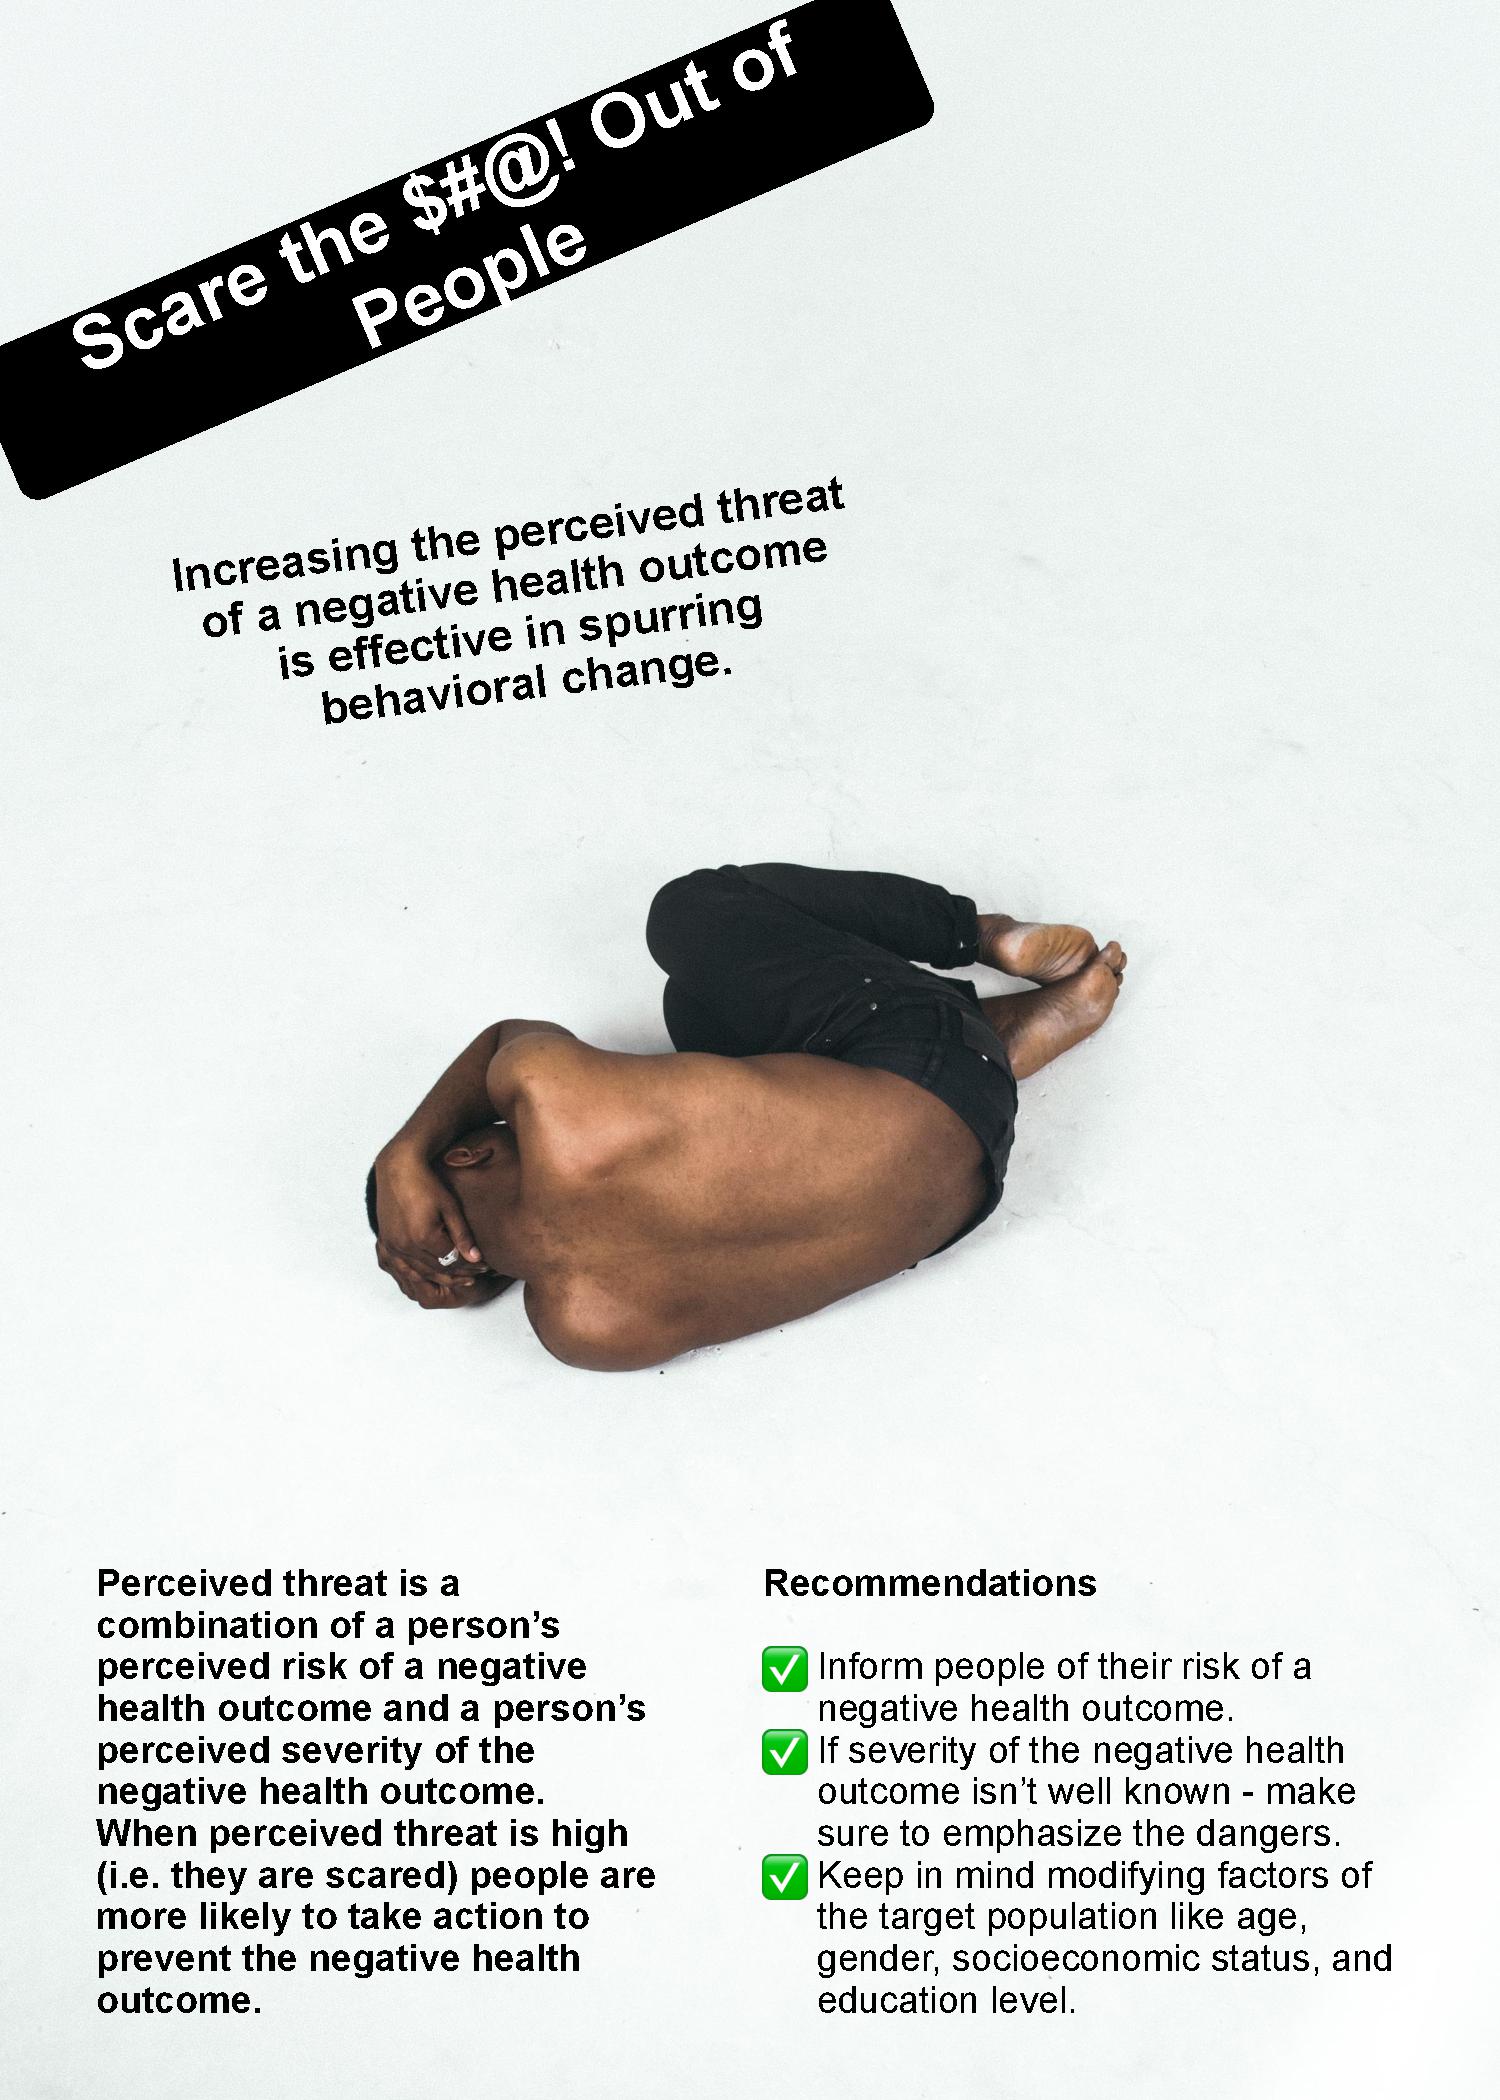 Scare the $#@! Out of
People
Increasing the perceived threat
of a negative health outcome
is effective in spurring
behavioral change.
Perceived threat is a
combination of a person’s
perceived risk of a negative
health outcome and a person’s
perceived severity of the
negative health outcome.
When perceived threat is high
(i.e. they are scared) people are
more likely to take action to
prevent the negative health
outcome.
Recommendations
✅ Inform people of their risk of a
negative health outcome.
✅ If severity of the negative health
outcome isn’t well known - make
sure to emphasize the dangers.
✅ Keep in mind modifying factors of
the target population like age,
gender, socioeconomic status, and
education level.